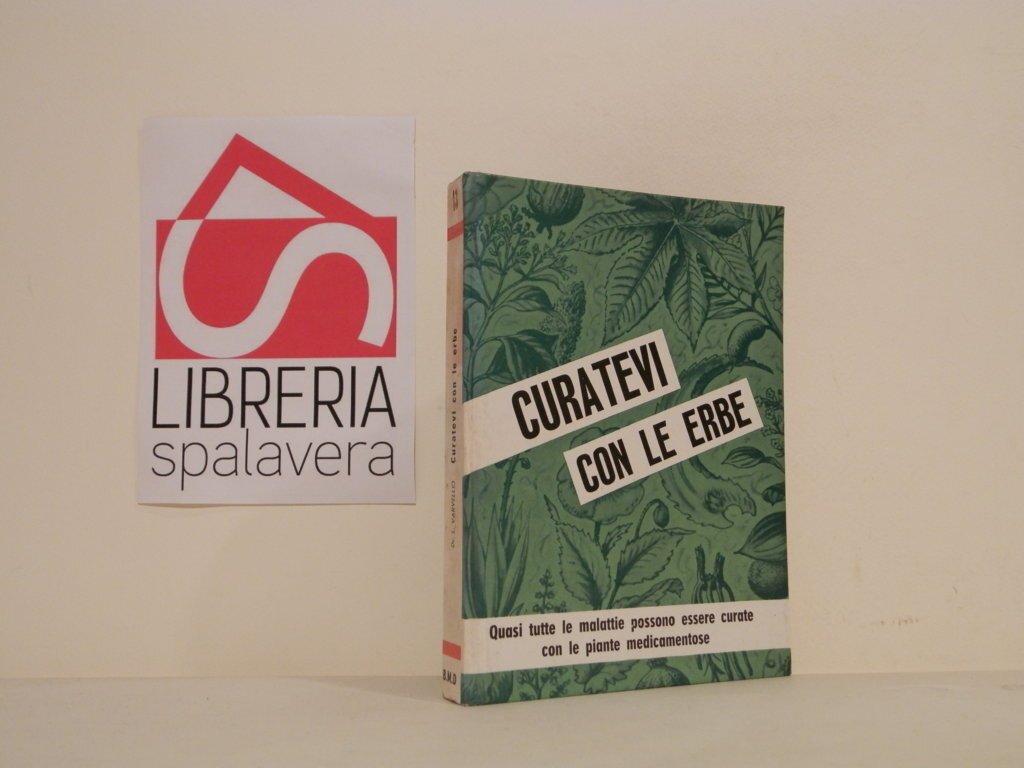 LIBRERIA
spalavera
CURATEVI
CON LE ERBE
Quasi tutte le malattie possono essere curate
con le piante medicamentose
Curatevi con le erbe
B.M.D